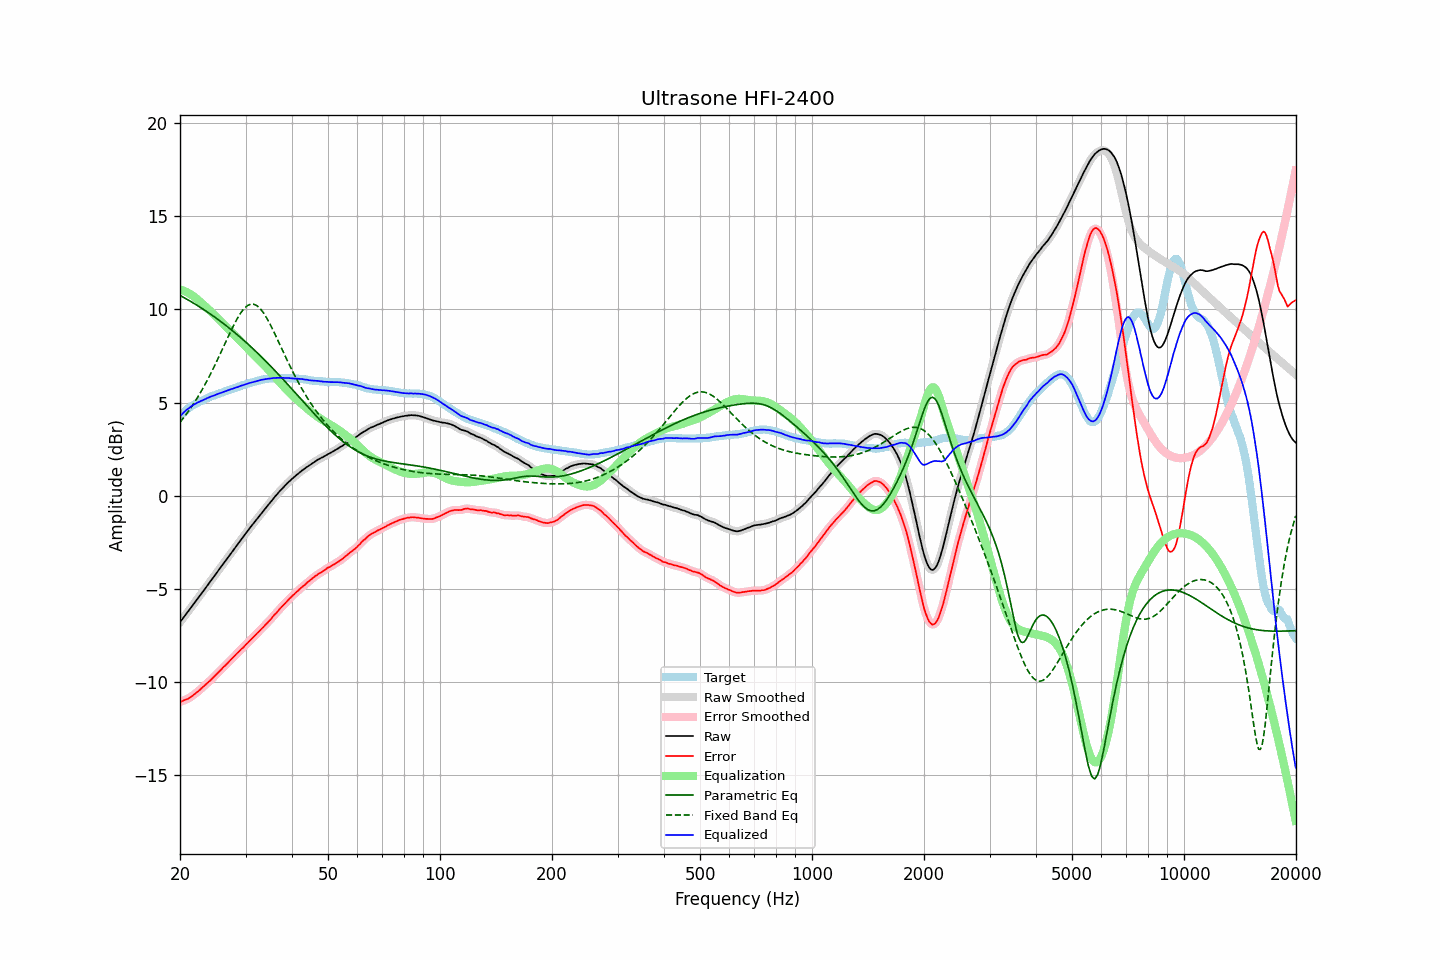 Ultrasone HFI-2400
20
15
10
5
0
−5
−10
−15
Amplitude (dBr)
Target
Raw Smoothed
Error Smoothed
Raw
Error
Equalization
Parametric Eq
Fixed Band Eq
Equalized
20 50 100 200 500 1000 2000 5000 10000 20000
Frequency (Hz)